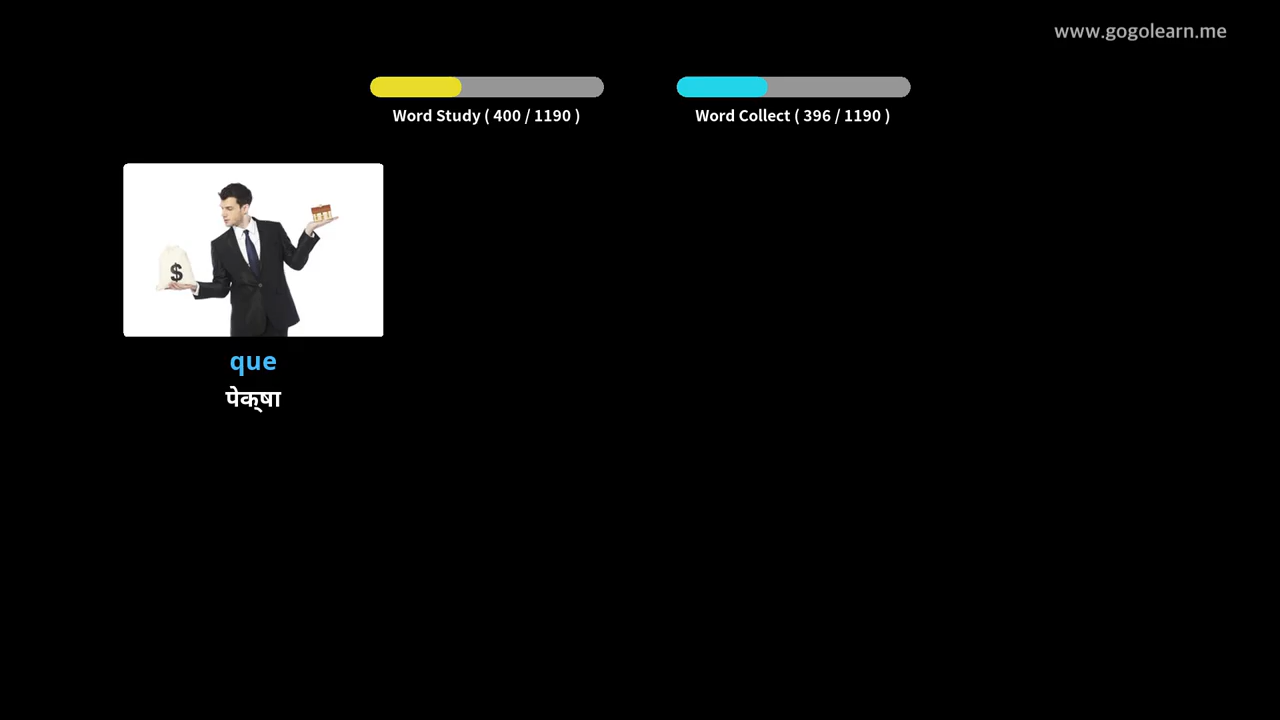 www.gogolearn.me
Word Study ( 400 / 1190 )
Word Collect ( 396 / 1190 )
$
que
पेक्‌षा